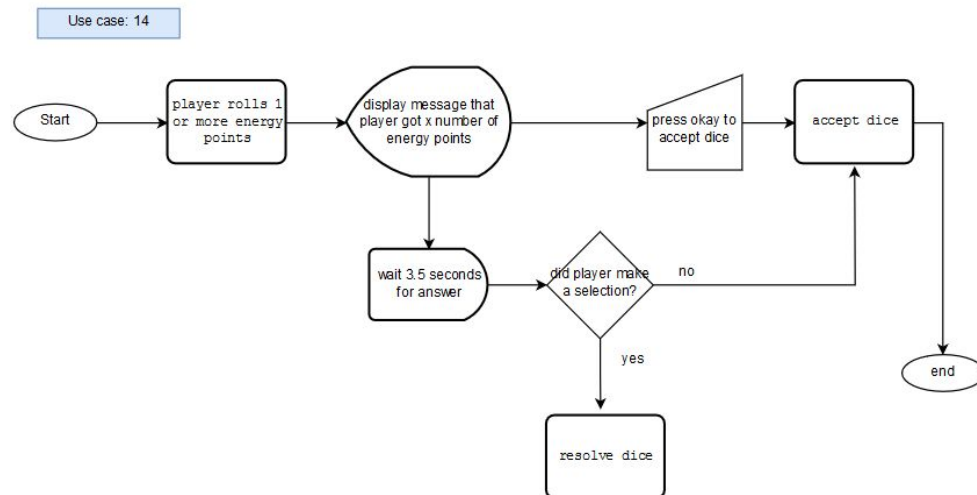 Use case: 14
Start
player rolls 1
or more energy
points
display message that
player got x number of
energy points
press okay to
accept dice
accept dice
wait 3.5 seconds
for answer
did player make
a selection?
no
yes
end
resolve dice